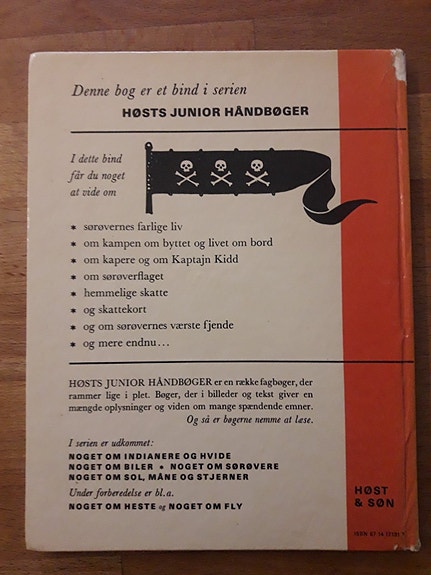 Denne bog er et bind i serien
HØSTS JUNIOR HÅNDBØGER
I dette bind
får du noget
at vide om
* sørøvernes farlige liv
* om kampen om byttet og livet om bord
* om kapere og om Kaptajn Kidd
* om sørøverflaget
* hemmelige skatte
* og skattekort
* og om sørøvernes værste fjende
* og mere endnu...
HØSTS JUNIOR HÅNDBØGER er en række fagbøger, der
rammer lige i plet. Bøger, der i billeder og tekst giver en
mængde oplysninger og viden om mange spændende emner.
Og så er bøgerne nemme at læse.
I serien er udkommet:
NOGET OM INDIANERE OG HVIDE
NOGET OM BILER * NOGET OM SØRØVERE
NOGET OM SOL, MÅNE OG STJERNER
Under forberedelse er bl.a.
NOGET OM HESTE og NOGET OM FLY
HØST
& SØN
ISBN 87 14